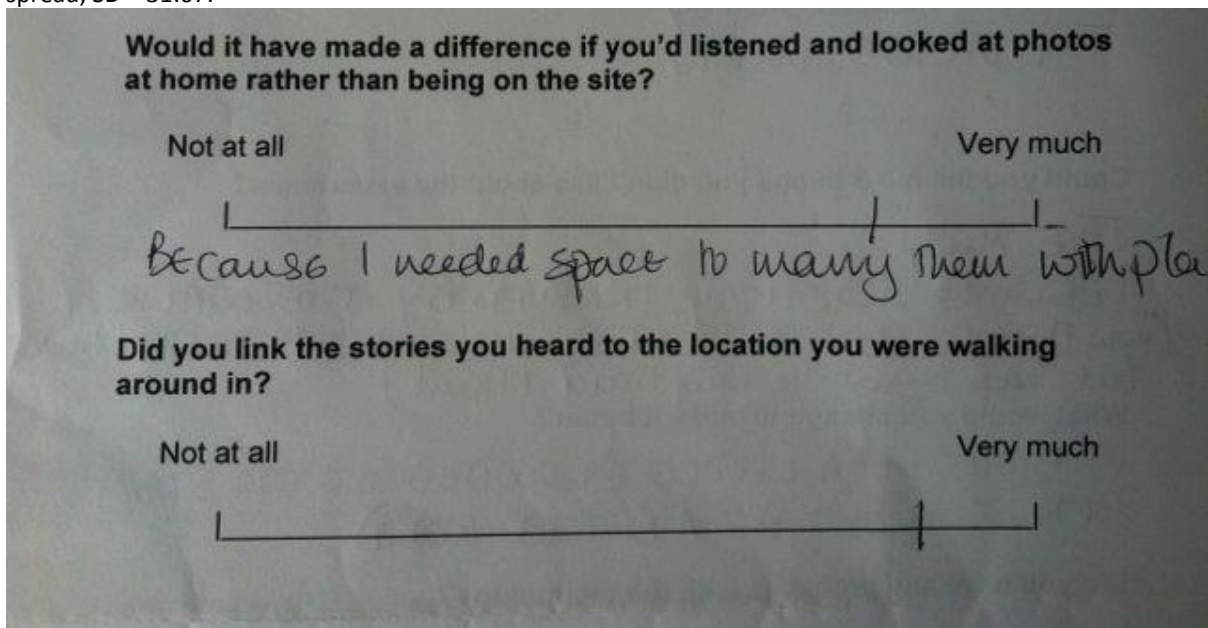 Would it have made a difference if you'd listened and looked at photos
at home rather than being on the site?
Not at all Very much
Because I needed space to marry them with pla
Did you link the stories you heard to the location you were walking
around in?
Not at all Very much